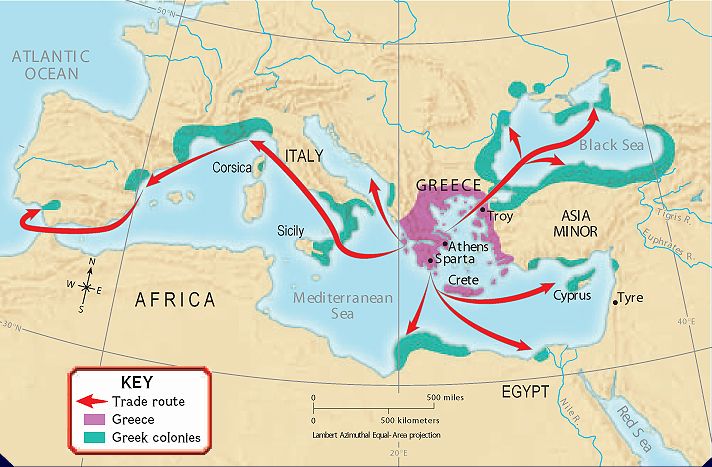 50°N
ATLANTIC
OCEAN
ITALY
Corsica
Black Sea
GREECE
Troy
ASIA
MINOR
Tigris R.
Euphrates R.
Sicily
Athens
Sparta
Crete
Cyprus
Tyre
N
W
E
S
AFRICA
Mediterranean
Sea
30°N
40°E
KEY
Trade route
Greece
Greek colonies
0
500 miles
0
500 kilometers
Lambert Azimuthal Equal-Area projection
20°E
EGYPT
Nile R.
Red Sea